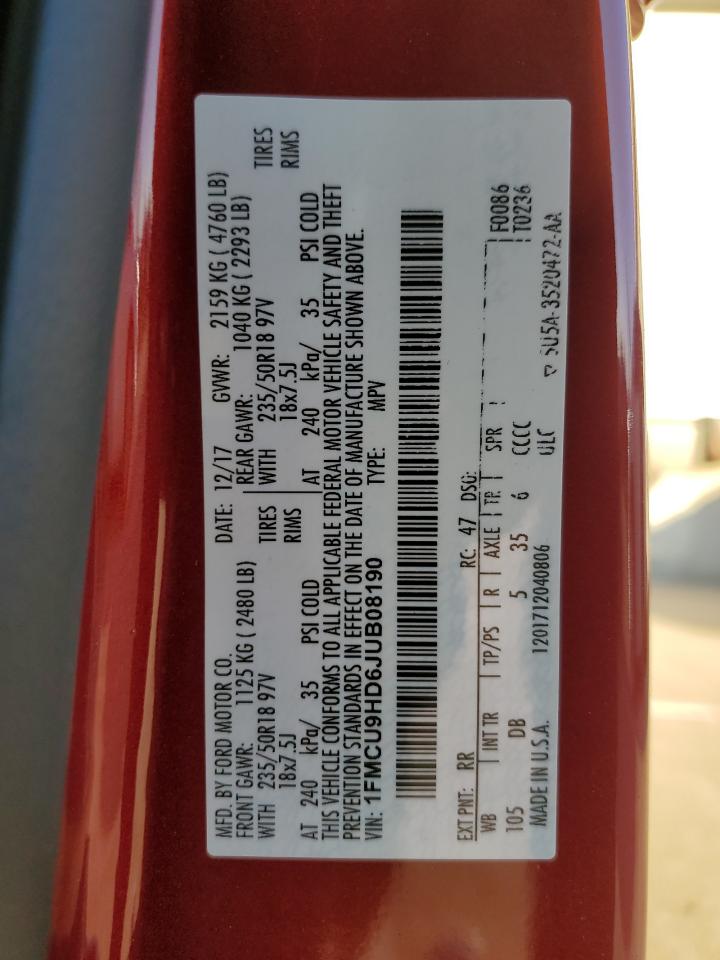 MFD. BY FORD MOTOR CO.
DATE: 12/17 GVWR: 2159 KG ( 4760 LB)
FRONT GAWR: 1125 KG ( 2480 LB) REAR GAWR: 1040 KG ( 2293 LB)
WITH 235/50R18 97V TIRES WITH 235/50R18 97V TIRES
18x7.5J RIMS 18x7.5J RIMS
AT 240 kPa/ 35 PSI COLD AT 240 kPa/ 35 PSI COLD
THIS VEHICLE CONFORMS TO ALL APPLICABLE FEDERAL MOTOR VEHICLE SAFETY AND THEFT
PREVENTION STANDARDS IN EFFECT ON THE DATE OF MANUFACTURE SHOWN ABOVE.
VIN: 1FMCU9HD6JUB08190 TYPE: MPV
EXT PNT: RR RC: 47 DSO: F0086
WB INT TR TP/PS R AXLE TR SPR T0236
105 DB 5 35 6 CCCC
MADE IN U.S.A. 1201712040806 ULC 5U5A-3520472-AA